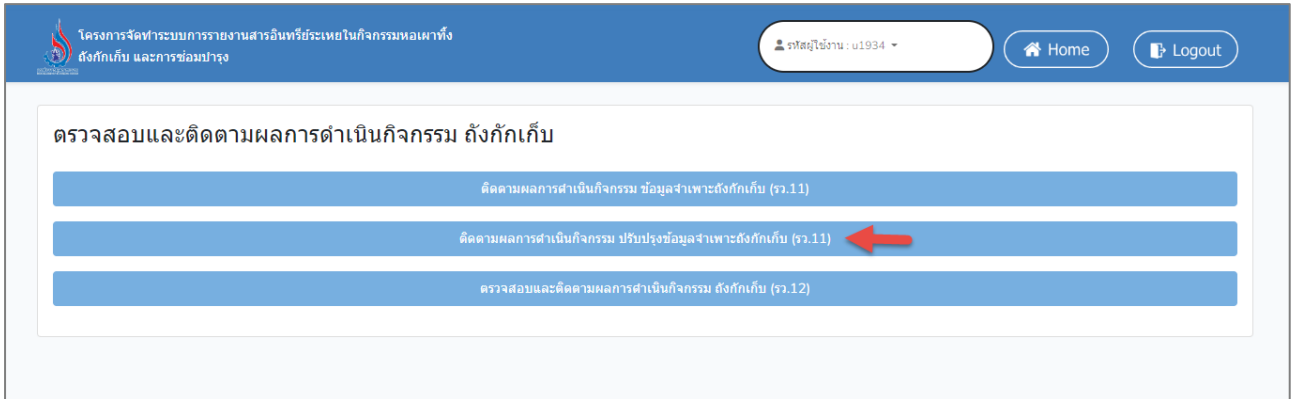 โครงการจัดทำระบบการรายงานสารอินทรีย์ระเหยในกิจกรรมหอเผาทิ้ง
ถังกักเก็บ และการซ่อมบำรุง
รหัสผู้ใช้งาน : u1934
Home
Logout
ตรวจสอบและติดตามผลการดำเนินกิจกรรม ถังกักเก็บ
ติดตามผลการดำเนินกิจกรรม ข้อมูลจำเพาะถังกักเก็บ (รว.11)
ติดตามผลการดำเนินกิจกรรม ปรับปรุงข้อมูลจำเพาะถังกักเก็บ (รว.11)
ตรวจสอบและติดตามผลการดำเนินกิจกรรม ถังกักเก็บ (รว.12)